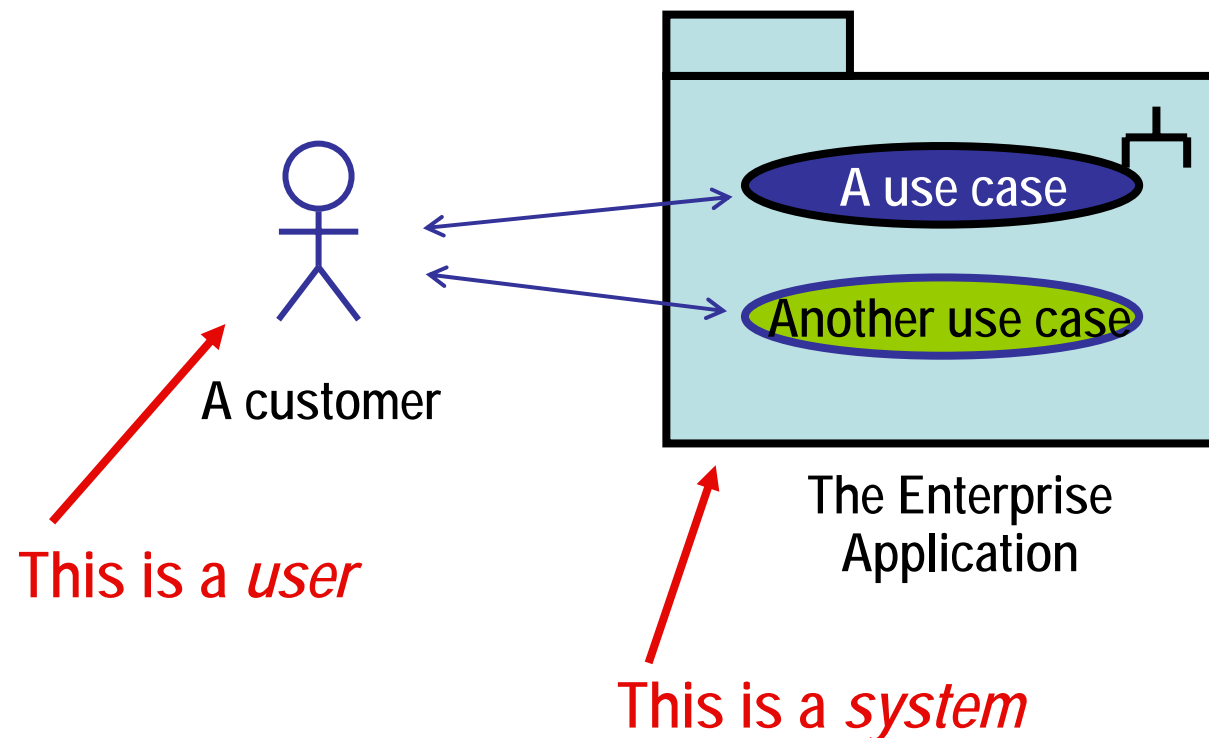 A use case
Another use case
A customer
The Enterprise
Application
This is a user
This is a system